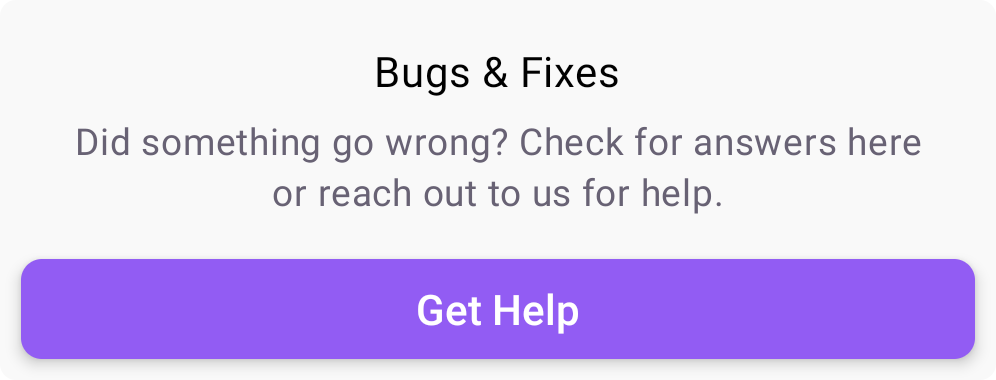 Bugs & Fixes
Did something go wrong? Check for answers here
or reach out to us for help.
Get Help